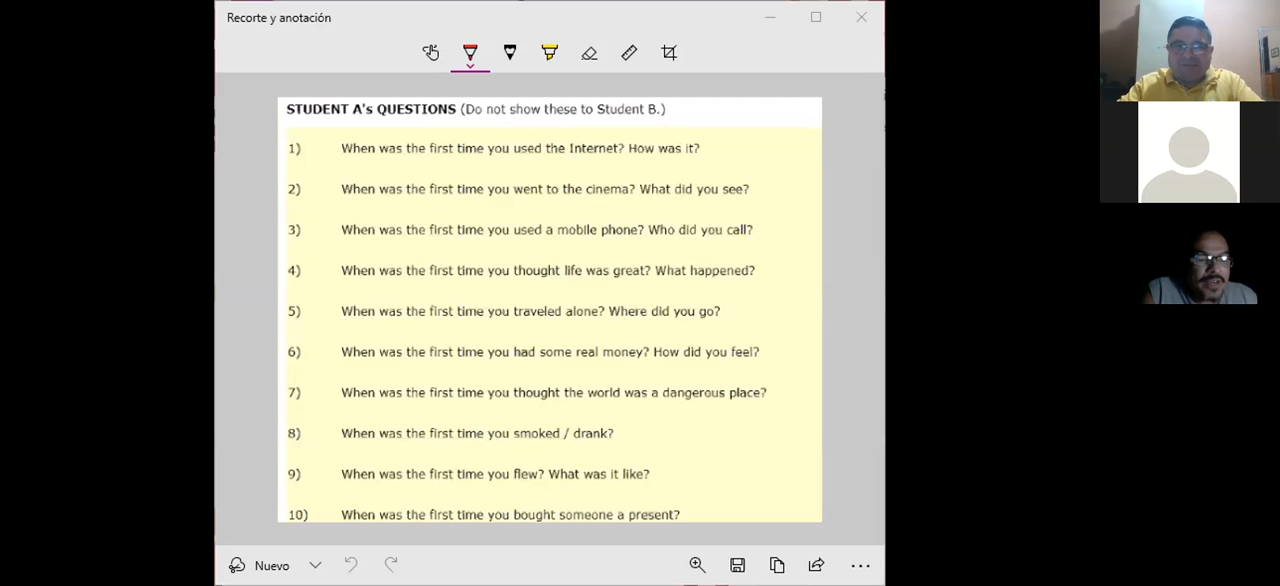 Recorte y anotación
STUDENT A's QUESTIONS (Do not show these to Student B.)
1) When was the first time you used the Internet? How was it?
2) When was the first time you went to the cinema? What did you see?
3) When was the first time you used a mobile phone? Who did you call?
4) When was the first time you thought life was great? What happened?
5) When was the first time you traveled alone? Where did you go?
6) When was the first time you had some real money? How did you feel?
7) When was the first time you thought the world was a dangerous place?
8) When was the first time you smoked / drank?
9) When was the first time you flew? What was it like?
10) When was the first time you bought someone a present?
Nuevo